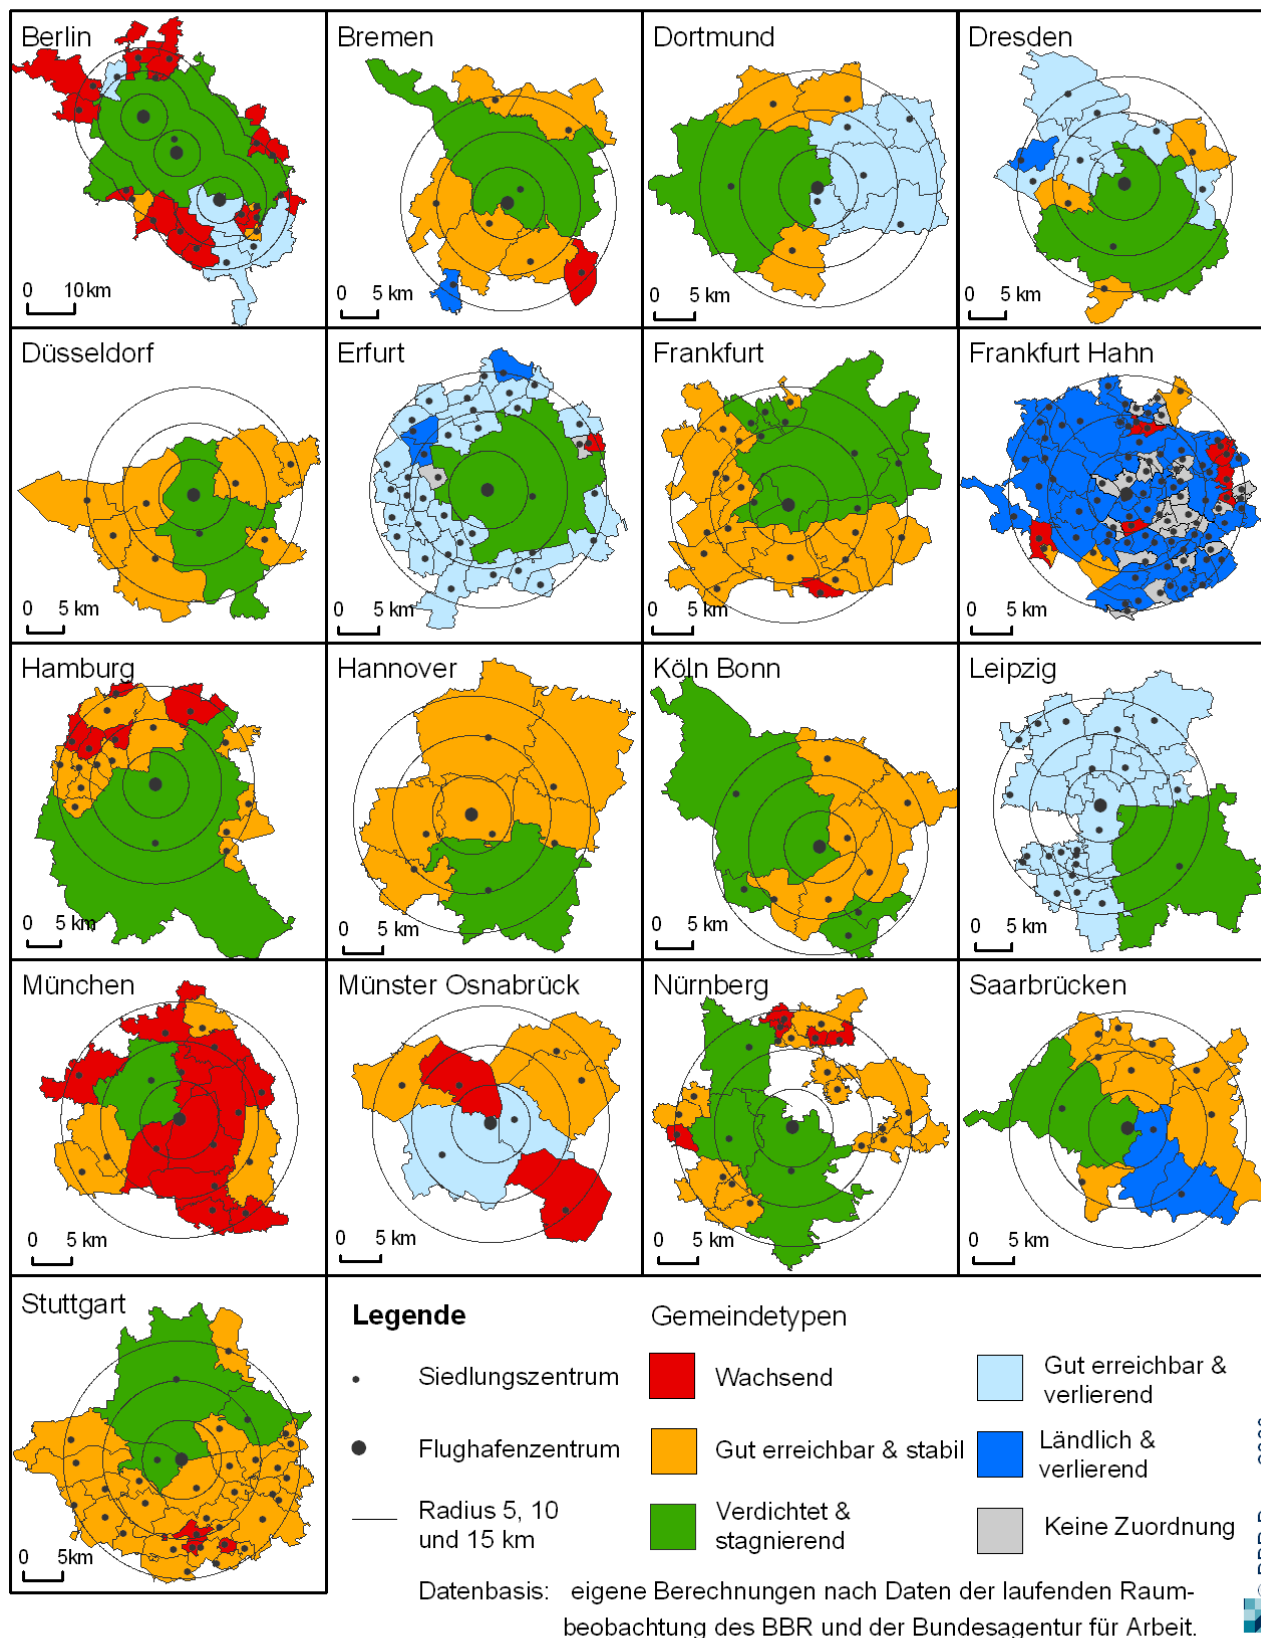 Berlin
0 10 km
Bremen
0 5 km
Dortmund
0 5 km
Dresden
0 5 km
Düsseldorf
0 5 km
Erfurt
0 5 km
Frankfurt
0 5 km
Frankfurt Hahn
0 5 km
Hamburg
0 5 km
Hannover
0 5 km
Köln Bonn
0 5 km
Leipzig
0 5 km
München
0 5 km
Münster Osnabrück
0 5 km
Nürnberg
0 5 km
Saarbrücken
0 5 km
Stuttgart
0 5km
Legende
Siedlungszentrum
Flughafenzentrum
Radius 5, 10
und 15 km
Gemeindetypen
Wachsend
Gut erreichbar & stabil
Verdichtet &
stagnierend
Gut erreichbar &
verlierend
Ländlich &
verlierend
Keine Zuordnung
Datenbasis: eigene Berechnungen nach Daten der laufenden Raum-
beobachtung des BBR und der Bundesagentur für Arbeit.